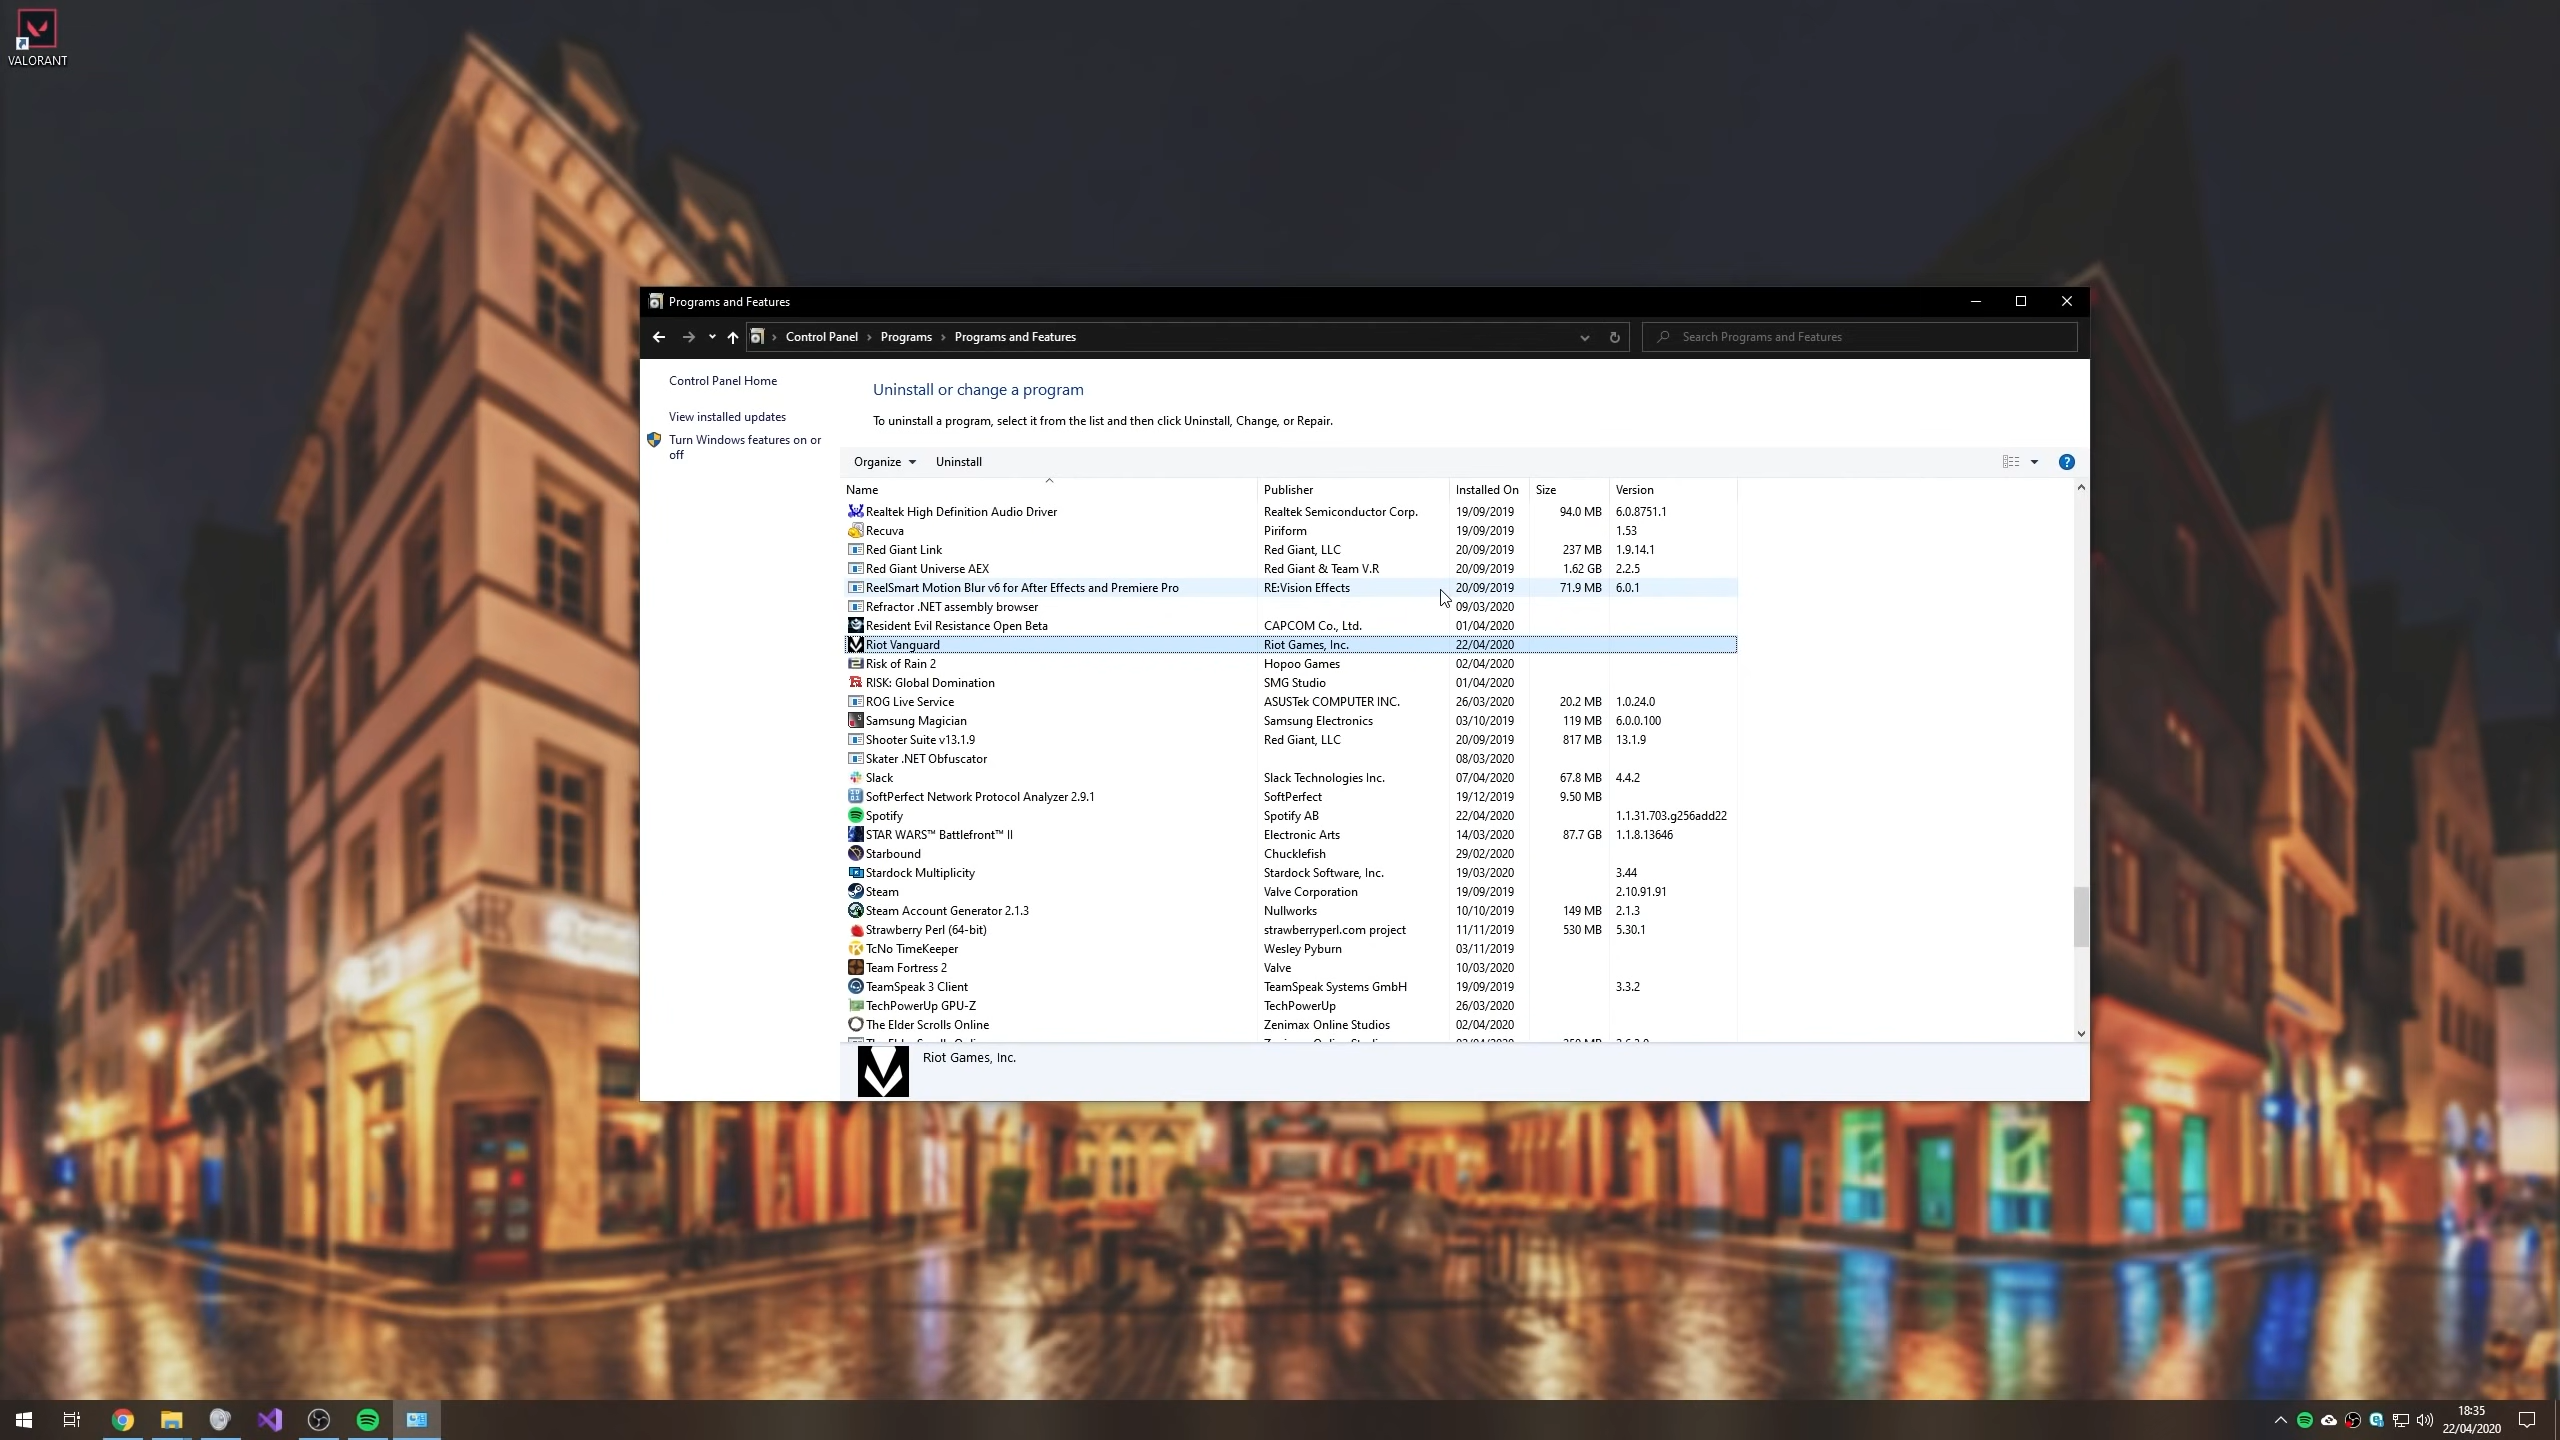 VALORANT
Programs and Features
Control Panel Programs Programs and Features
Search Programs and Features
Control Panel Home
View installed updates
Turn Windows features on or
off
Uninstall or change a program
To uninstall a program, select it from the list and then click Uninstall, Change, or Repair.
Organize Uninstall
Name Publisher Installed On Size Version
Realtek High Definition Audio Driver Realtek Semiconductor Corp. 19/09/2019 94.0 MB 6.0.8751.1
Recuva Piriform 19/09/2019 1.53
Red Giant Link Red Giant, LLC 20/09/2019 237 MB 1.9.14.1
Red Giant Universe AEX Red Giant & Team V.R 20/09/2019 1.62 GB 2.2.5
ReelSmart Motion Blur v6 for After Effects and Premiere Pro RE:Vision Effects 20/09/2019 71.9 MB 6.0.1
Refractor .NET assembly browser 09/03/2020
Resident Evil Resistance Open Beta CAPCOM Co., Ltd. 01/04/2020
Riot Vanguard Riot Games, Inc. 22/04/2020
Risk of Rain 2 Hopoo Games 02/04/2020
RISK: Global Domination SMG Studio 01/04/2020
ROG Live Service ASUSTek COMPUTER INC. 26/03/2020 20.2 MB 1.0.24.0
Samsung Magician Samsung Electronics 03/10/2019 119 MB 6.0.0.100
Shooter Suite v13.1.9 Red Giant, LLC 20/09/2019 817 MB 13.1.9
Skater .NET Obfuscator 08/03/2020
Slack Slack Technologies Inc. 07/04/2020 67.8 MB 4.4.2
SoftPerfect Network Protocol Analyzer 2.9.1 SoftPerfect 19/12/2019 9.50 MB
Spotify Spotify AB 22/04/2020 1.1.31.703.g256add22
STAR WARS™ Battlefront™ II Electronic Arts 14/03/2020 87.7 GB 1.1.8.13646
Starbound Chucklefish 29/02/2020
Stardock Multiplicity Stardock Software, Inc. 19/03/2020 3.44
Steam Valve Corporation 19/09/2019 2.10.91.91
Steam Account Generator 2.1.3 Nullworks 10/10/2019 149 MB 2.1.3
Strawberry Perl (64-bit) strawberryperl.com project 11/11/2019 530 MB 5.30.1
TcNo TimeKeeper Wesley Pyburn 03/11/2019
Team Fortress 2 Valve 10/03/2020
TeamSpeak 3 Client TeamSpeak Systems GmbH 19/09/2019 3.3.2
TechPowerUp GPU-Z TechPowerUp 26/03/2020
The Elder Scrolls Online Zenimax Online Studios 02/04/2020
Riot Games, Inc.
18:35
22/04/2020